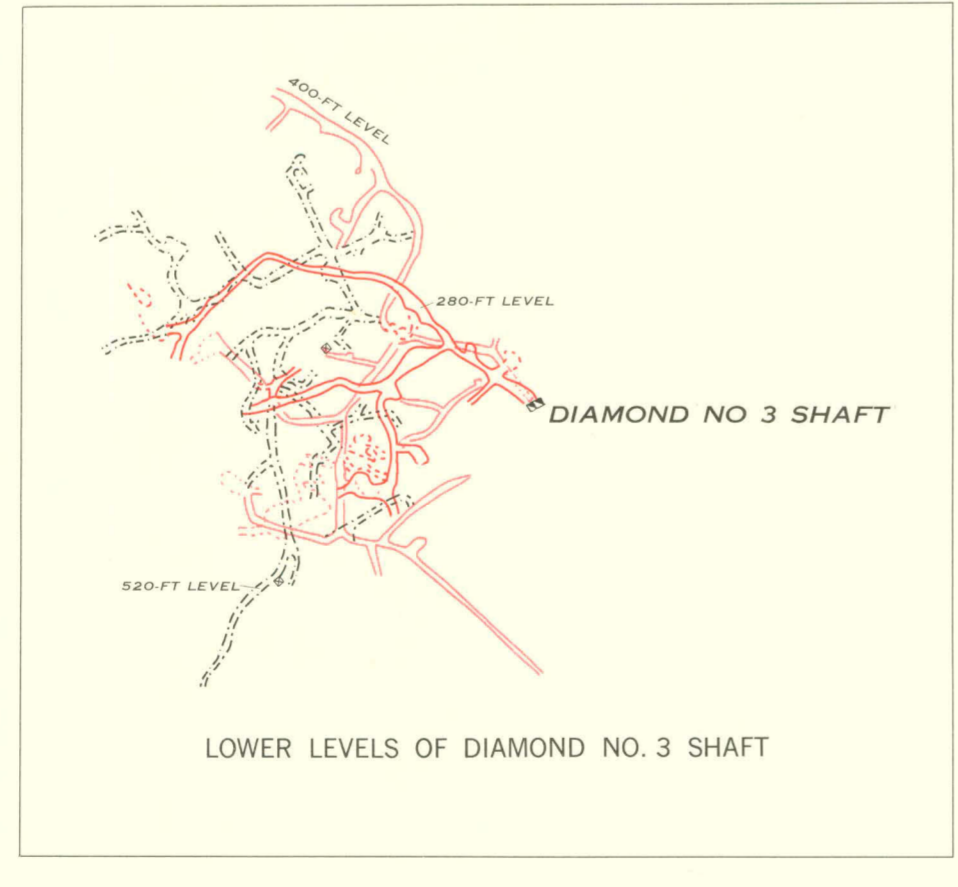 400-FT LEVEL
280-FT LEVEL
DIAMOND NO 3 SHAFT
520-FT LEVEL
LOWER LEVELS OF DIAMOND NO. 3 SHAFT